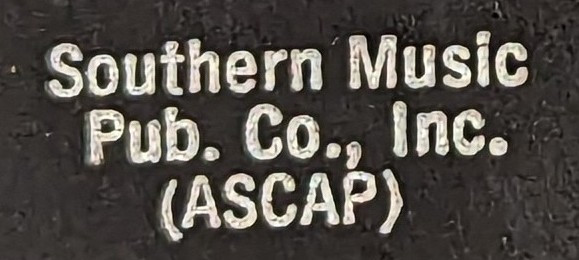 Southern Music
Pub. Co., Inc.
(ASCAP)